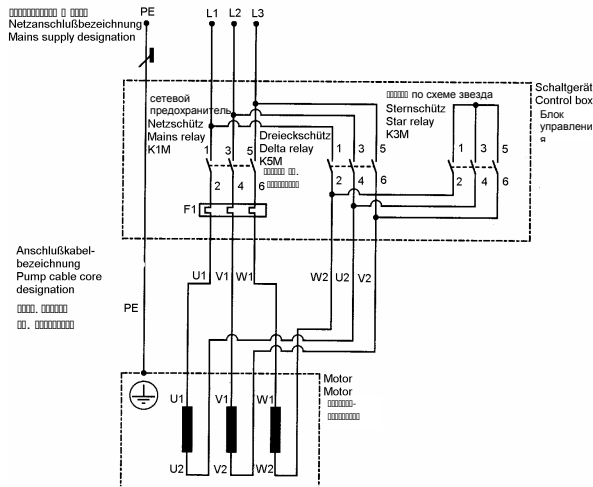 PE
L1 L2 L3
Netzanschlußbezeichnung
Mains supply designation
Schaltgerät
Control box
Блок
управлени
я
сетевой
предохранитель
Netzschütz
Mains relay
K1M
Dreieckschütz
Delta relay
K5M
по схеме звезда
Sternschütz
Star relay
K3M
1 3 5
2 4 6
1 3 5
2 4 6
1 3 5
2 4 6
F1
Anschlußkabel-
bezeichnung
Pump cable core
designation
PE
U1 V1 W1 W2 U2 V2
Motor
Motor
U1 V1 W1
U2 V2 W2